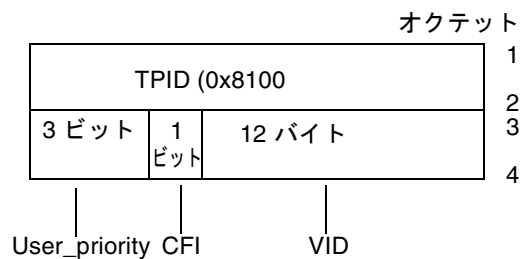 オクテット
1
TPID (0x8100
2
3 ビット
1
ビット
12 バイト
3
4
User_priority
CFI
VID